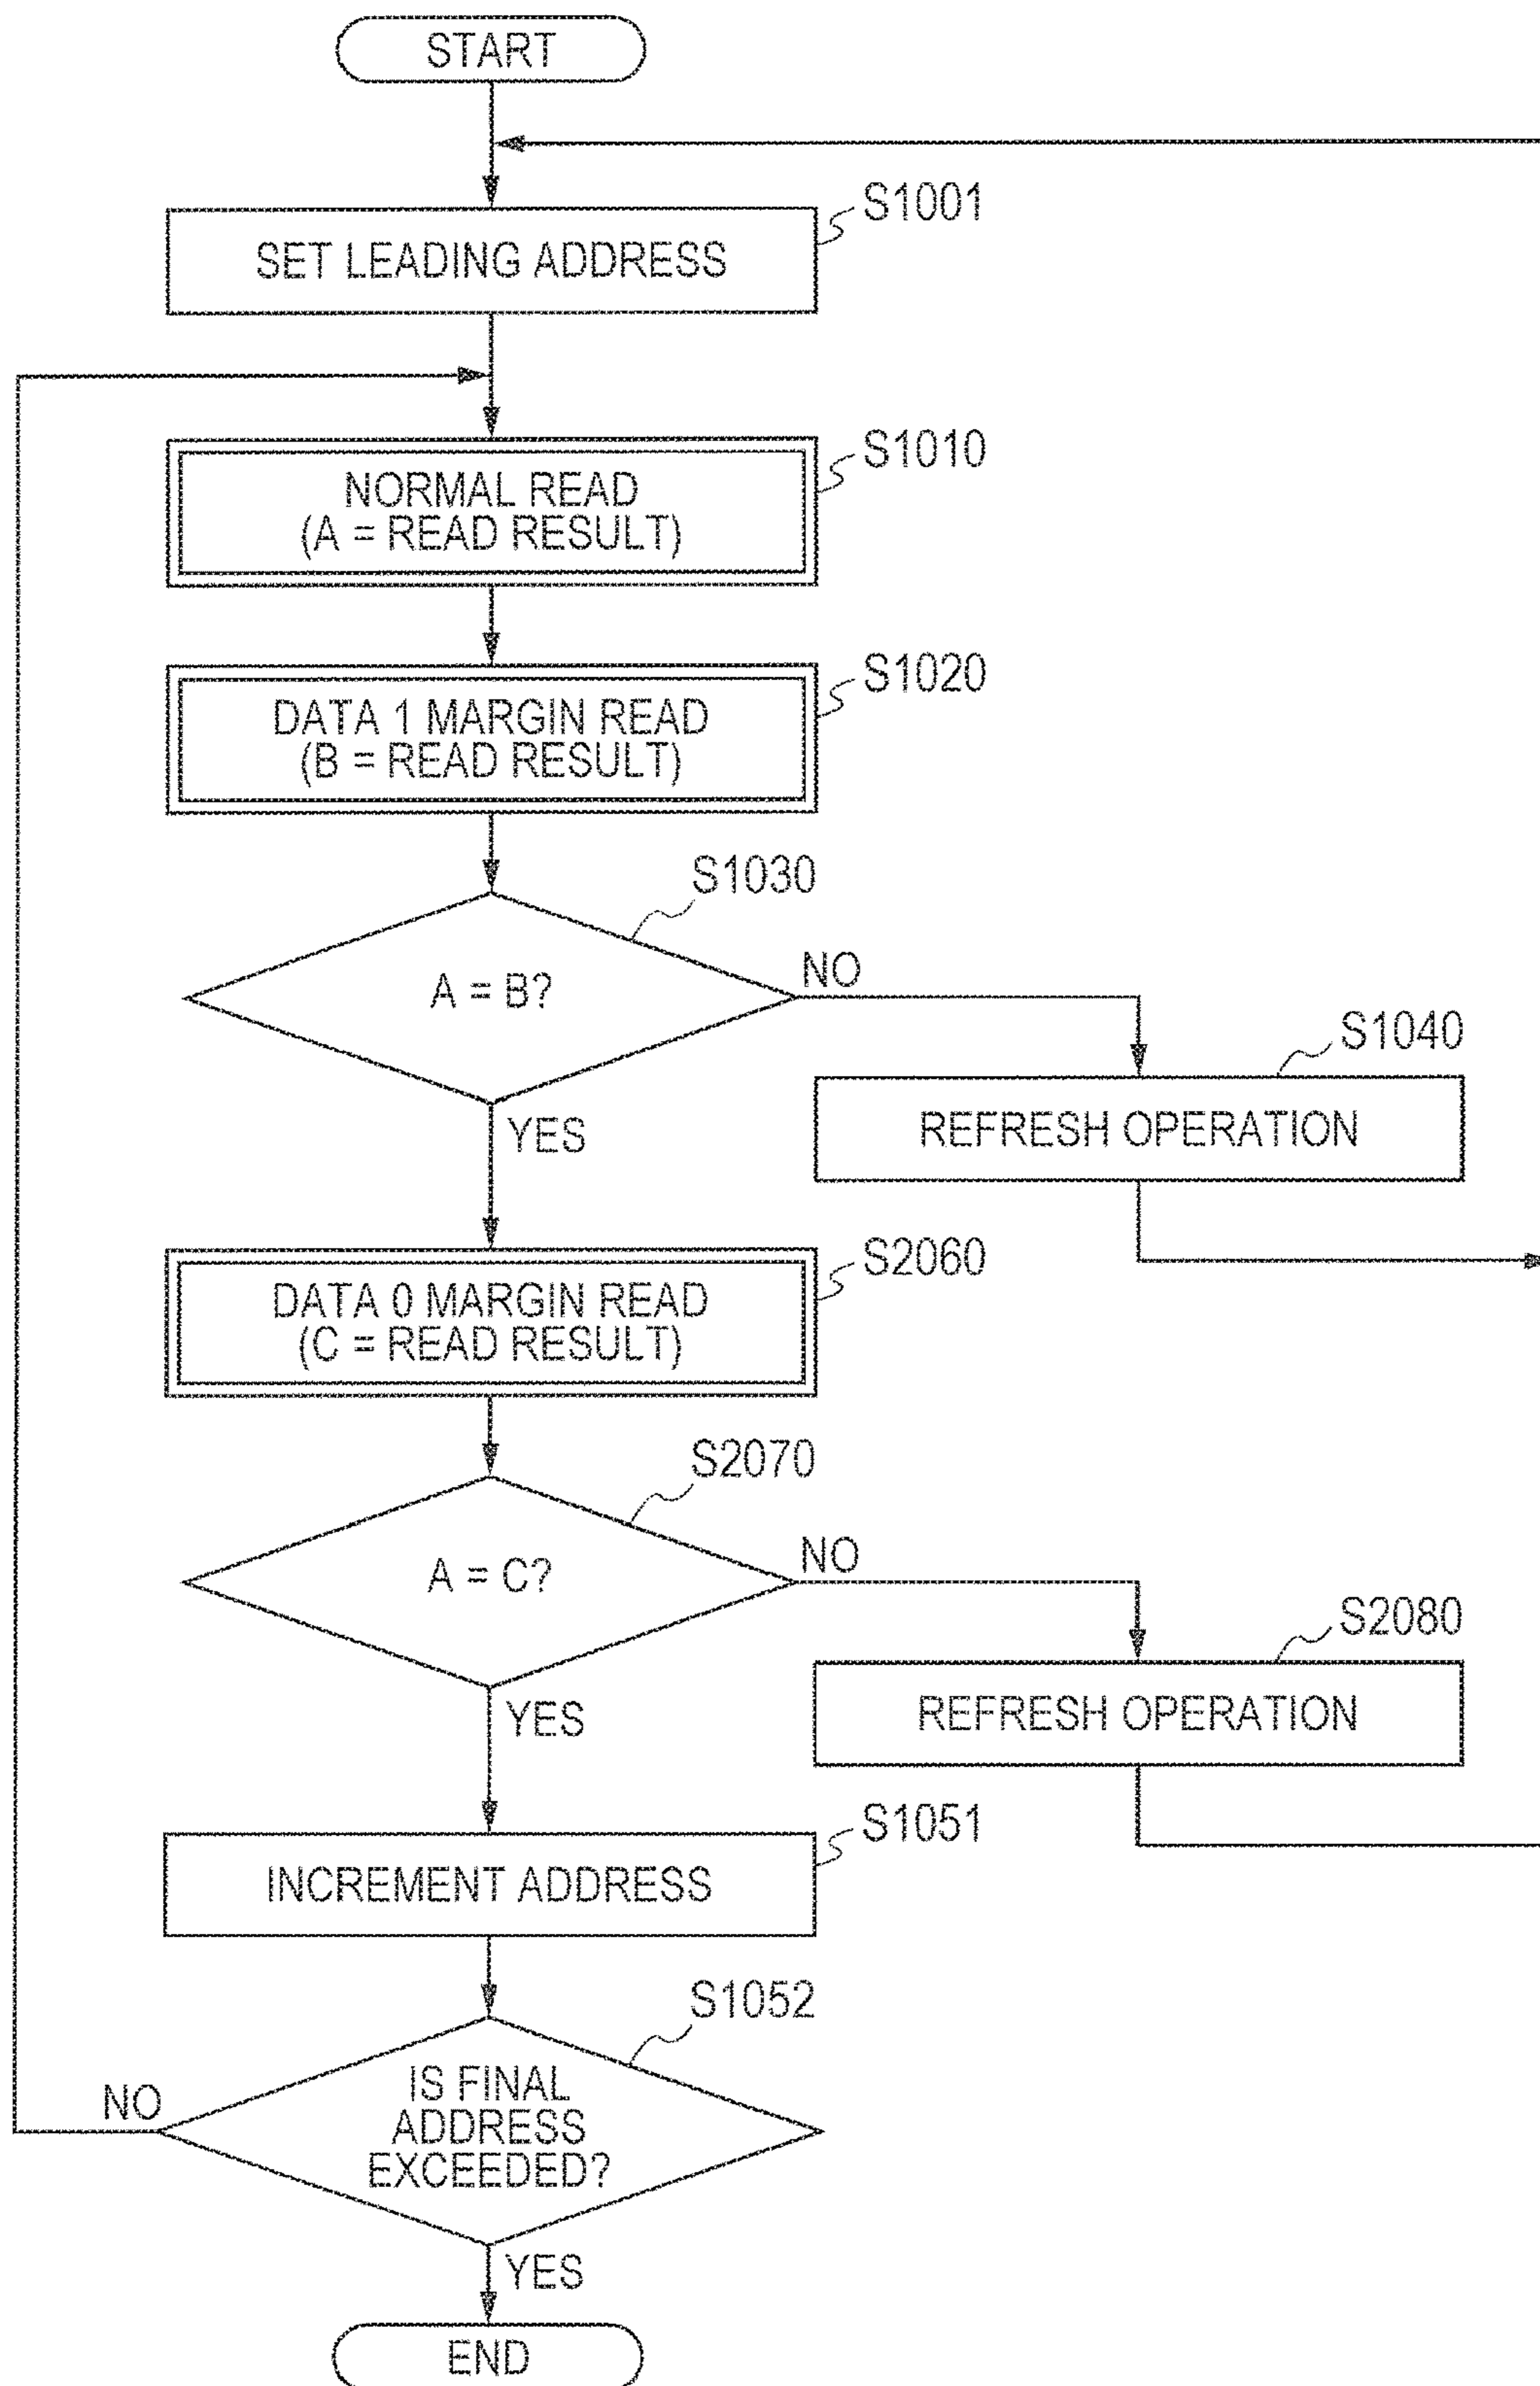 START
S1001
SET LEADING ADDRESS
S1010
NORMAL READ
(A = READ RESULT)
S1020
DATA 1 MARGIN READ
(B = READ RESULT)
S1030
A = B?
NO
S1040
REFRESH OPERATION
YES
S2060
DATA 0 MARGIN READ
(C = READ RESULT)
S2070
A = C?
NO
S2080
REFRESH OPERATION
YES
S1051
INCREMENT ADDRESS
S1052
IS FINAL
ADDRESS
EXCEEDED?
NO
YES
END